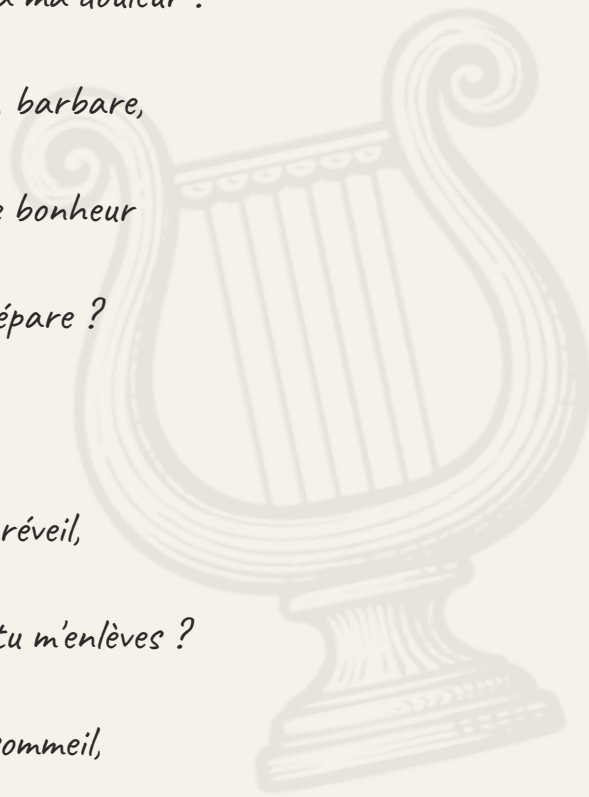 à ma douleur ?
barbare,
bonheur
épare ?
réveil,
tu m'enlèves ?
ommeil,